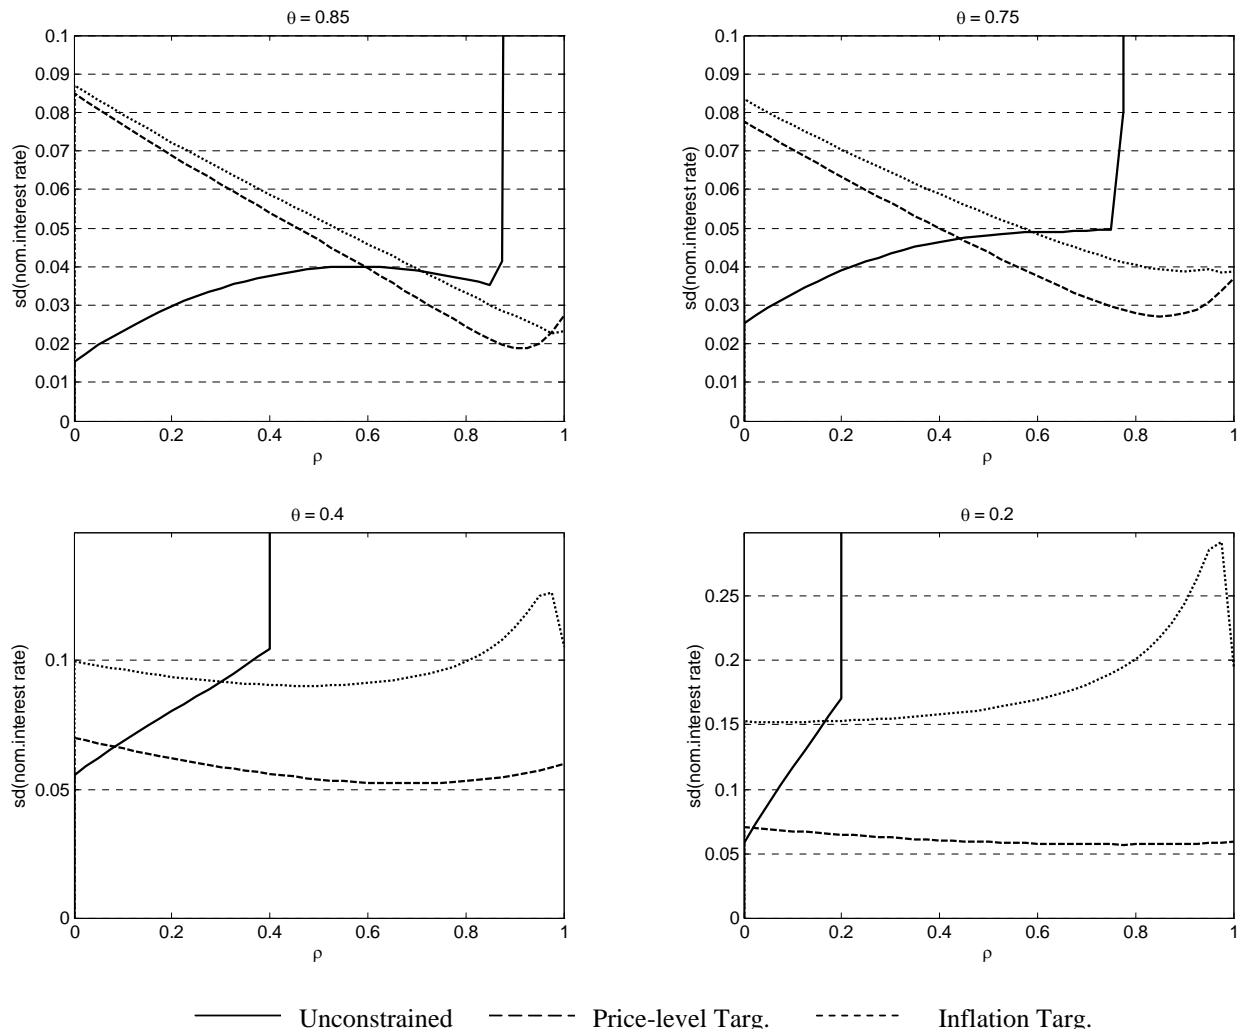 θ = 0.85
0.1
0.09
0.08
0.07
0.06
0.05
0.04
0.03
0.02
0.01
0
sd(nom.interest rate)
0 0.2 0.4 0.6 0.8 1
ρ
θ = 0.75
0.1
0.09
0.08
0.07
0.06
0.05
0.04
0.03
0.02
0.01
0
sd(nom.interest rate)
0 0.2 0.4 0.6 0.8 1
ρ
θ = 0.4
0.1
0.05
0
sd(nom.interest rate)
0 0.2 0.4 0.6 0.8 1
ρ
θ = 0.2
0.25
0.2
0.15
0.1
0.05
0
sd(nom.interest rate)
0 0.2 0.4 0.6 0.8 1
ρ
Unconstrained Price-level Targ. Inflation Targ.